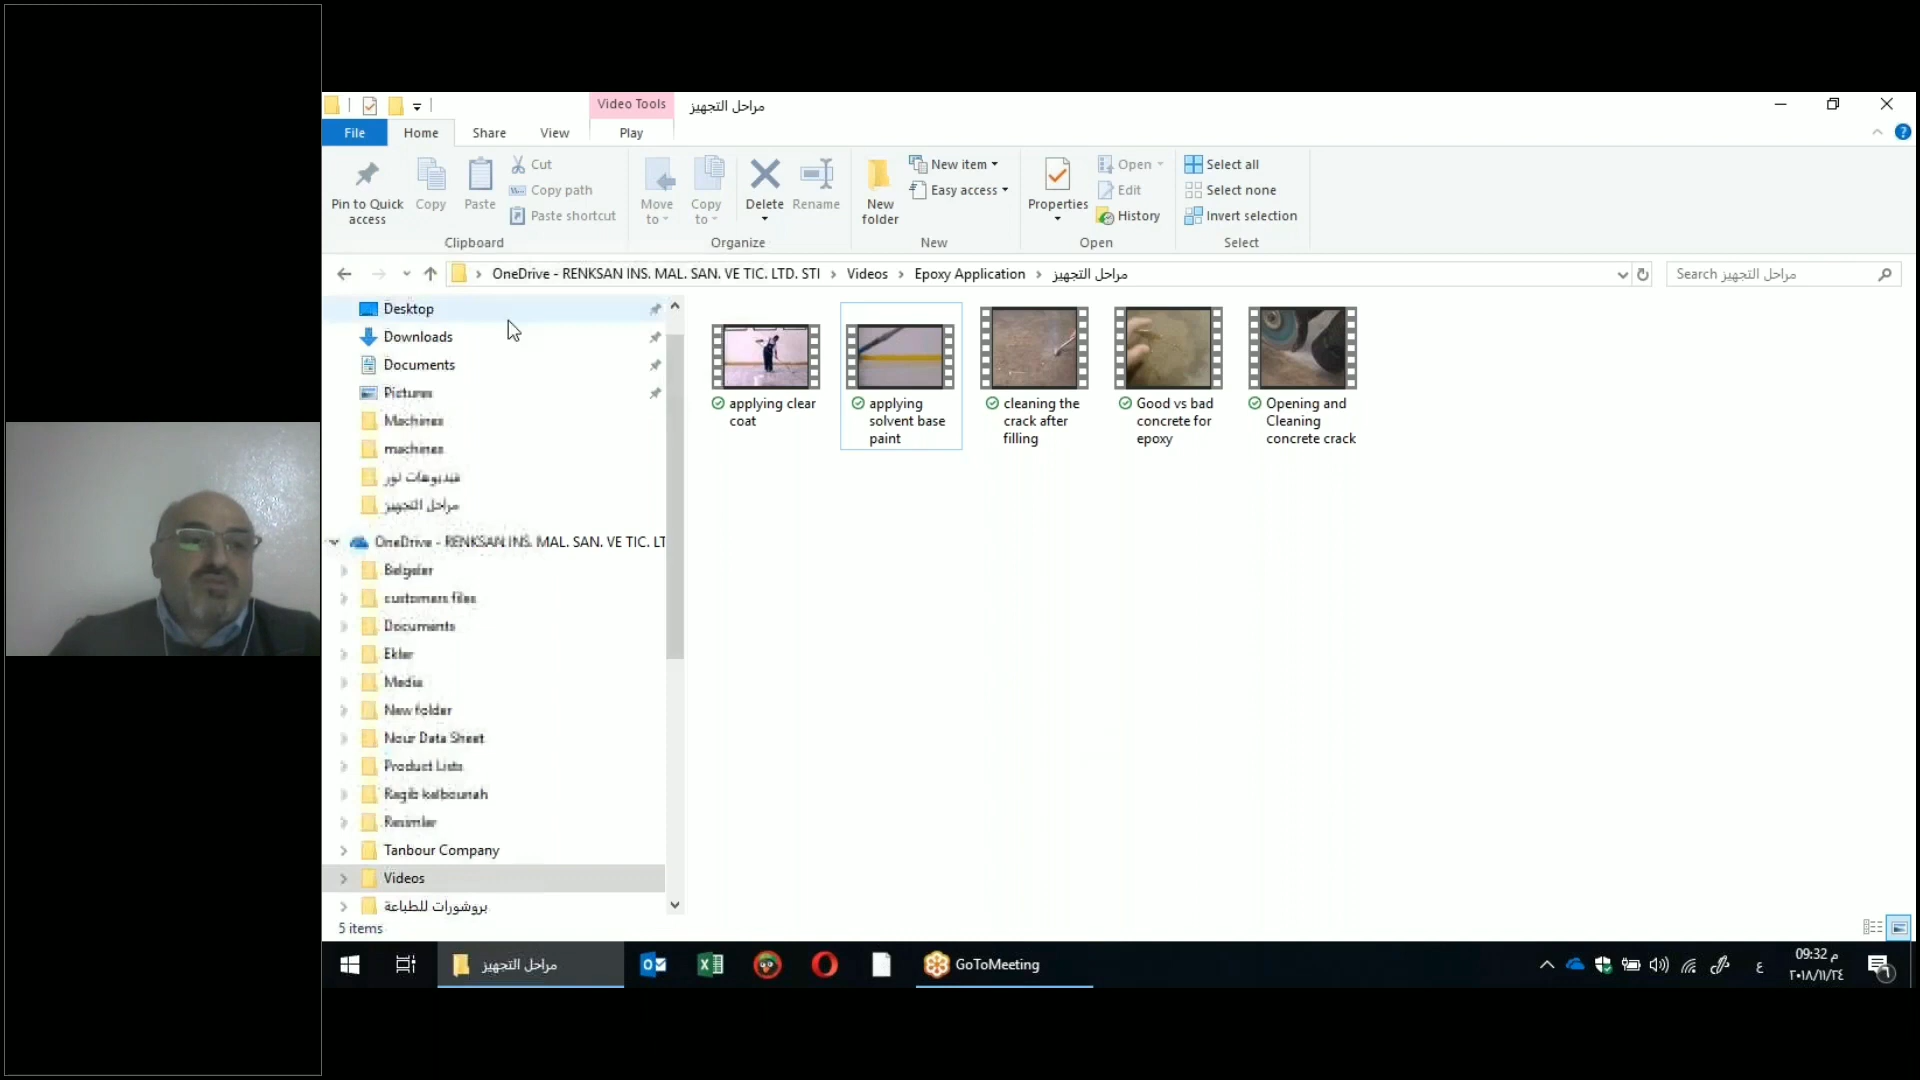 Video Tools
مراحل التجهيز
File
Home
Share
View
Play
Pin to Quick access
Copy
Paste
Cut
Copy path
Paste shortcut
Clipboard
Move to
Copy to
Delete
Rename
Organize
New folder
New item
Easy access
New
Properties
Open
Edit
History
Open
Select all
Select none
Invert selection
Select
OneDrive - RENKSAN INS. MAL. SAN. VE TIC. LTD. STI
Videos
Epoxy Application
مراحل التجهيز
Search مراحل التجهيز
Desktop
Downloads
Documents
Pictures
Machines
machines
فيديوهات نور
مراحل التجهيز
OneDrive - RENKSAN INS. MAL. SAN. VE TIC. LT
Belgeler
customers files
Documents
Ekler
Media
New folder
Nour Data Sheet
Product Lists
Ragib kalbounah
Resimler
Tanbour Company
Videos
بروشورات للطباعة
applying clear
coat
applying
solvent base
paint
cleaning the
crack after
filling
Good vs bad
concrete for
epoxy
Opening and
Cleaning
concrete crack
5 items
مراحل التجهيز
GoToMeeting
ع
09:32 م
٢٠١٨/١١/٢٤
٦